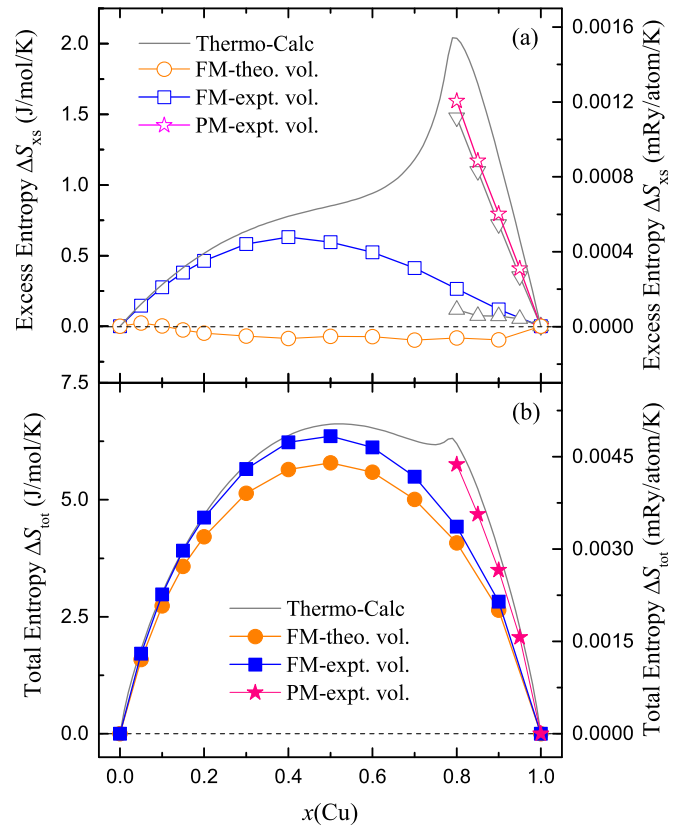 (a)
Excess Entropy ΔS_xs (J/mol/K)
2.0
1.5
1.0
0.5
0.0
Thermo-Calc
FM-theo. vol.
FM-expt. vol.
PM-expt. vol.
0.0016
0.0012
0.0008
0.0004
0.0000
Excess Entropy ΔS_xs (mRy/atom/K)
(b)
Total Entropy ΔS_tot (J/mol/K)
7.5
5.0
2.5
0.0
Thermo-Calc
FM-theo. vol.
FM-expt. vol.
PM-expt. vol.
0.0045
0.0030
0.0015
0.0000
Total Entropy ΔS_tot (mRy/atom/K)
0.0 0.2 0.4 0.6 0.8 1.0
x(Cu)